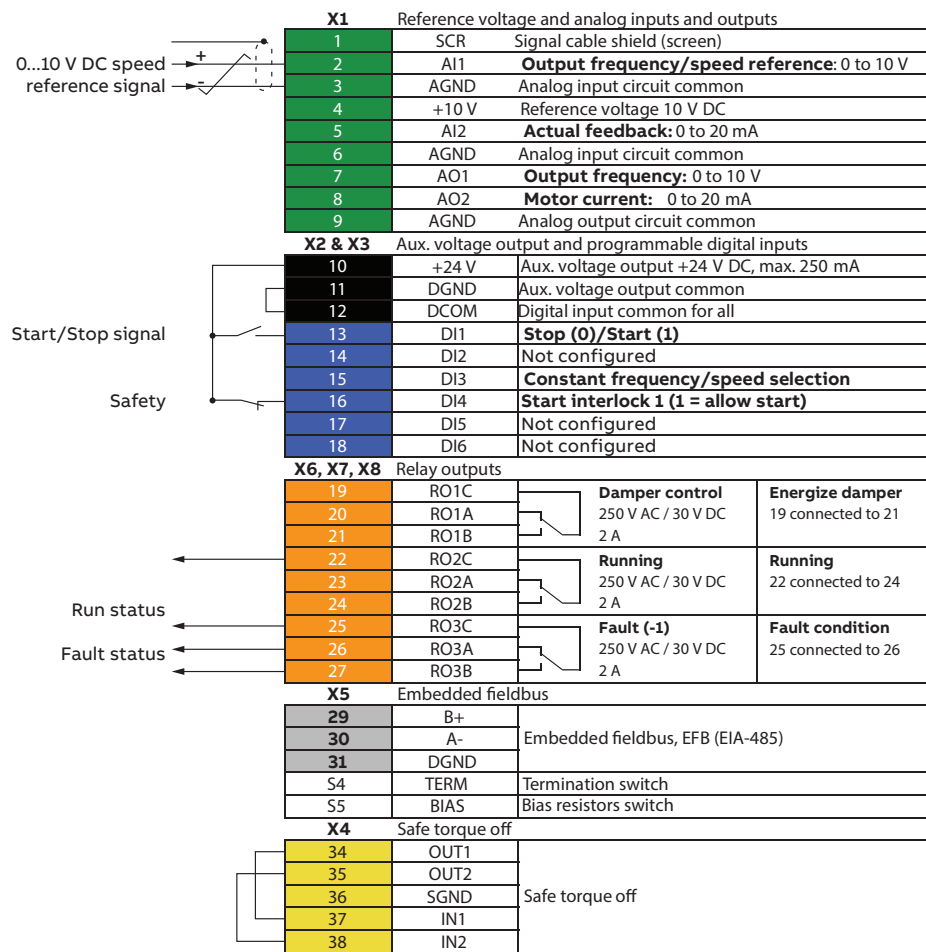 X1 Reference voltage and analog inputs and outputs
1 SCR Signal cable shield (screen)
0...10 V DC speed + 2 AI1 Output frequency/speed reference: 0 to 10 V
reference signal - 3 AGND Analog input circuit common
4 +10 V Reference voltage 10 V DC
5 AI2 Actual feedback: 0 to 20 mA
6 AGND Analog input circuit common
7 AO1 Output frequency: 0 to 10 V
8 AO2 Motor current: 0 to 20 mA
9 AGND Analog output circuit common
X2 & X3 Aux. voltage output and programmable digital inputs
10 +24 V Aux. voltage output +24 V DC, max. 250 mA
11 DGND Aux. voltage output common
12 DCOM Digital input common for all
Start/Stop signal 13 DI1 Stop (0)/Start (1)
14 DI2 Not configured
15 DI3 Constant frequency/speed selection
Safety 16 DI4 Start interlock 1 (1 = allow start)
17 DI5 Not configured
18 DI6 Not configured
X6, X7, X8 Relay outputs
19 RO1C Damper control Energize damper
20 RO1A 250 V AC / 30 V DC 19 connected to 21
21 RO1B 2 A
22 RO2C Running Running
23 RO2A 250 V AC / 30 V DC 22 connected to 24
Run status 24 RO2B 2 A
25 RO3C Fault (-1) Fault condition
Fault status 26 RO3A 250 V AC / 30 V DC 25 connected to 26
27 RO3B 2 A
X5 Embedded fieldbus
29 B+
30 A- Embedded fieldbus, EFB (EIA-485)
31 DGND
S4 TERM Termination switch
S5 BIAS Bias resistors switch
X4 Safe torque off
34 OUT1
35 OUT2
36 SGND Safe torque off
37 IN1
38 IN2